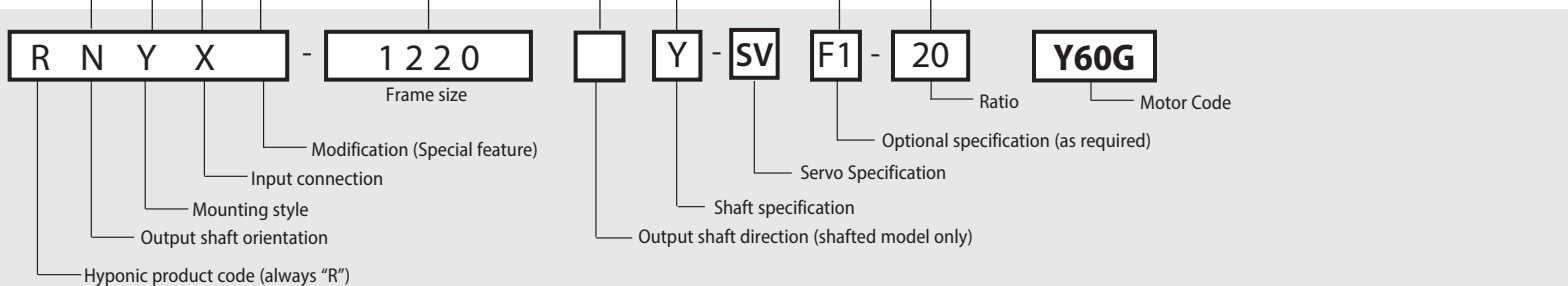 R N Y X - 1220 Y - SV F1 - 20 Y60G
Frame size
Ratio
Motor Code
Modification (Special feature)
Optional specification (as required)
Input connection
Servo Specification
Mounting style
Shaft specification
Output shaft orientation
Output shaft direction (shafted model only)
Hyponic product code (always “R”)